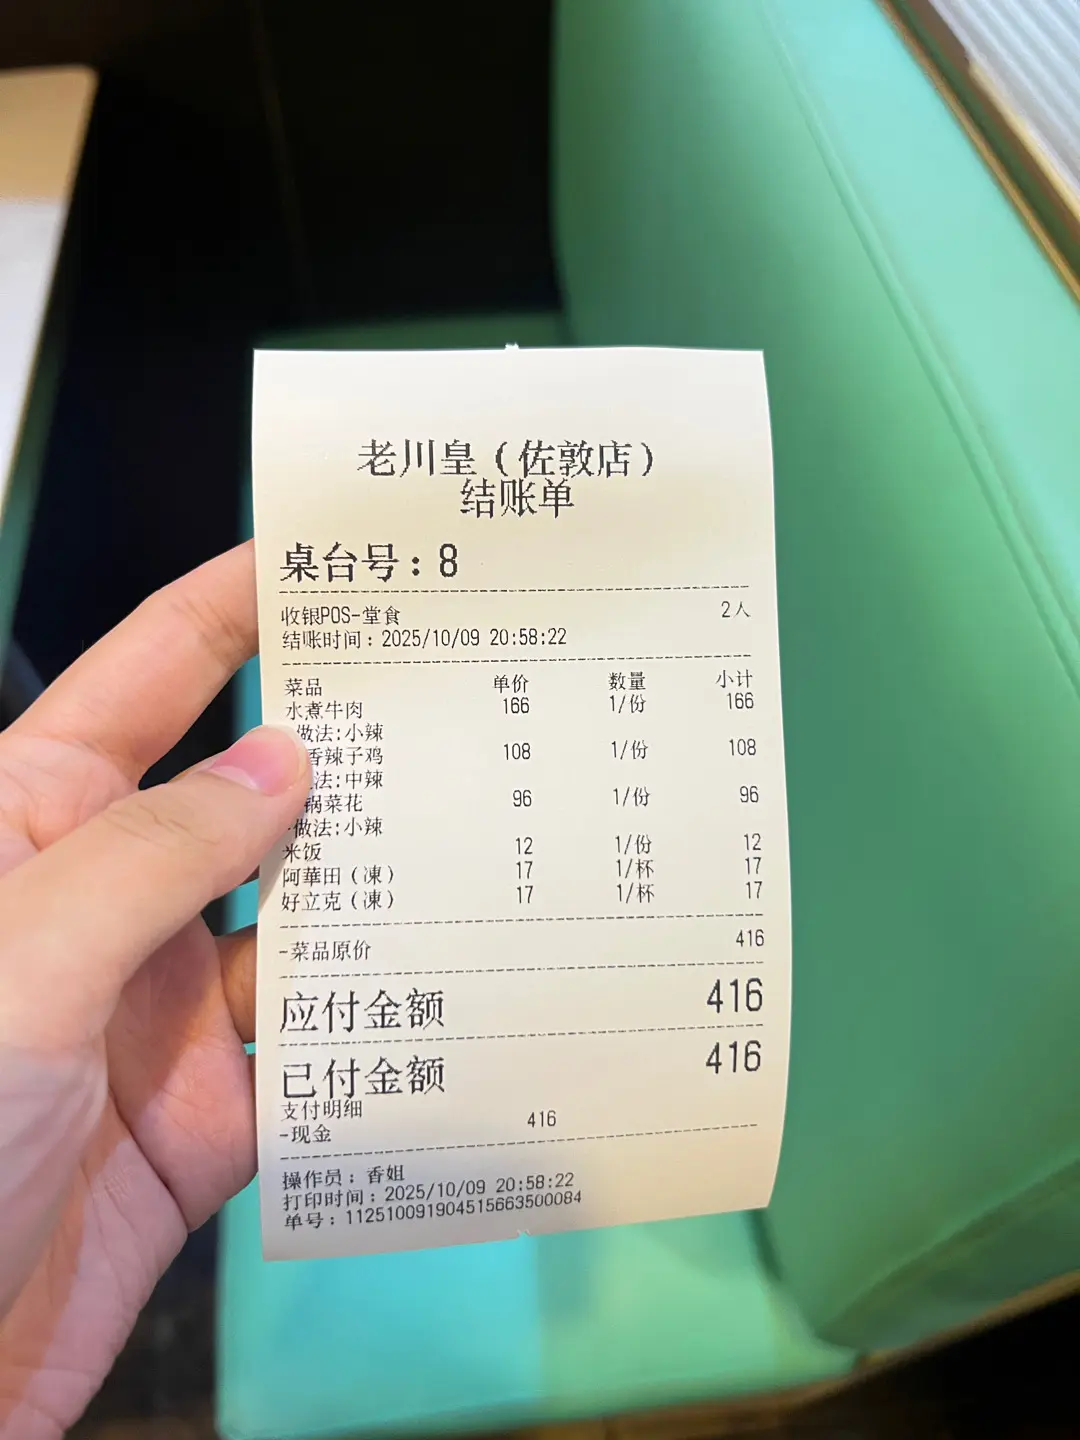 老川皇（佐敦店）
结账单
桌台号：8
收银POS-堂食 2人
结账时间：2025/10/09 20:58:22
菜品 单价 数量 小计
水煮牛肉 166 1/份 166
做法:小辣
香辣子鸡 108 1/份 108
法:中辣
锅菜花 96 1/份 96
-做法:小辣
米饭 12 1/份 12
阿華田（凍） 17 1/杯 17
好立克（凍） 17 1/杯 17
-菜品原价 416
应付金额 416
已付金额 416
支付明细
-现金 416
操作员：香姐
打印时间：2025/10/09 20:58:22
单号：112510091904515663500084